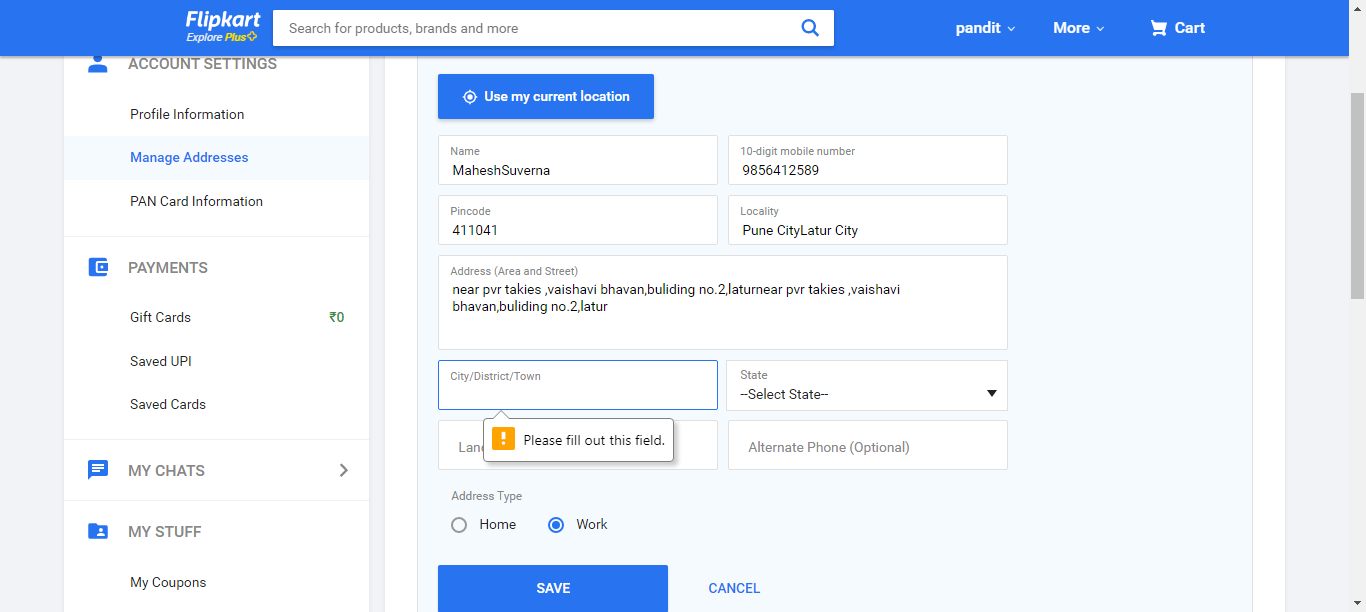 Flipkart
Explore Plus
Search for products, brands and more
pandit
More
Cart
ACCOUNT SETTINGS
Profile Information
Manage Addresses
PAN Card Information
PAYMENTS
Gift Cards ₹0
Saved UPI
Saved Cards
MY CHATS
MY STUFF
My Coupons
Use my current location
Name
MaheshSuverna
10-digit mobile number
9856412589
Pincode
411041
Locality
Pune CityLatur City
Address (Area and Street)
near pvr takies ,vaishavi bhavan,buliding no.2,laturnear pvr takies ,vaishavi
bhavan,buliding no.2,latur
City/District/Town
State
--Select State--
Please fill out this field.
Alternate Phone (Optional)
Address Type
Home
Work
SAVE
CANCEL